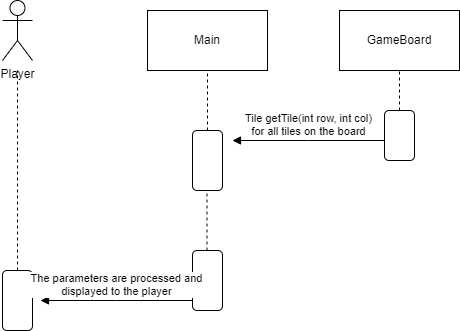 Player
Main
GameBoard
Tile getTile(int row, int col)
for all tiles on the board
The parameters are processed and
displayed to the player